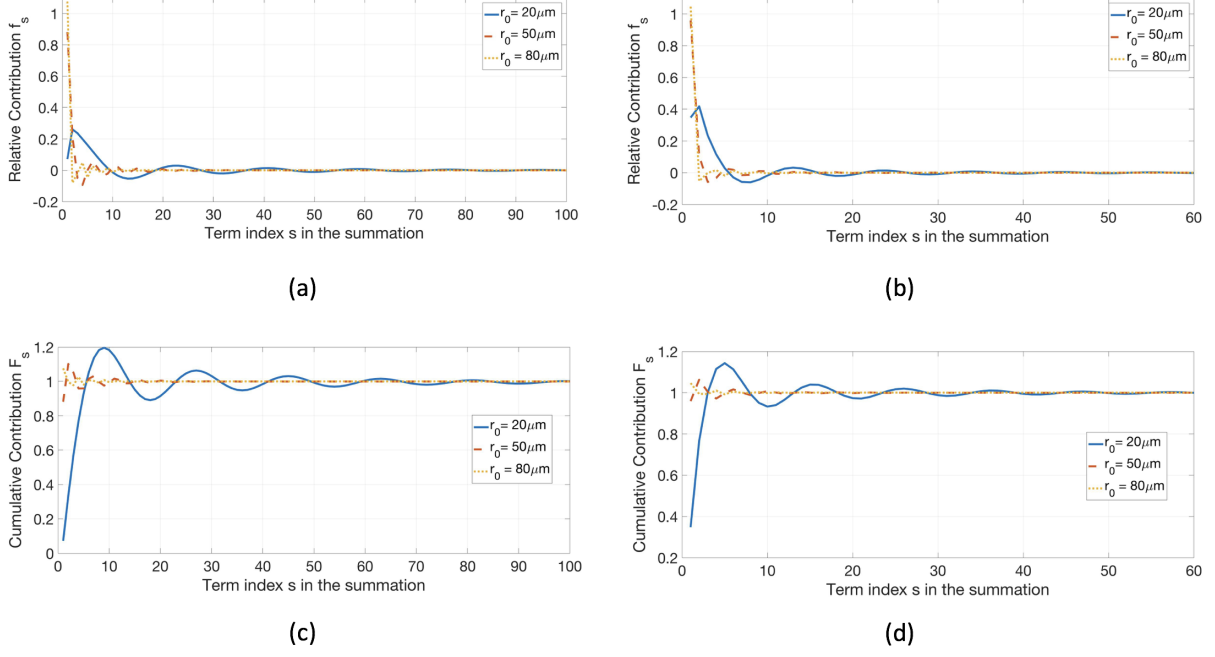 1
0.8
0.6
0.4
0.2
0
-0.2
Relative Contribution f_s
r_0 = 20μm
r_0 = 50μm
r_0 = 80μm
0 10 20 30 40 50 60 70 80 90 100
Term index s in the summation
(a)
1
0.8
0.6
0.4
0.2
0
-0.2
Relative Contribution f_s
r_0 = 20μm
r_0 = 50μm
r_0 = 80μm
0 10 20 30 40 50 60
Term index s in the summation
(b)
1.2
1
0.8
0.6
0.4
0.2
0
Cumulative Contribution F_s
r_0 = 20μm
r_0 = 50μm
r_0 = 80μm
0 10 20 30 40 50 60 70 80 90 100
Term index s in the summation
(c)
1.2
1
0.8
0.6
0.4
0.2
Cumulative Contribution F_s
r_0 = 20μm
r_0 = 50μm
r_0 = 80μm
0 10 20 30 40 50 60
Term index s in the summation
(d)